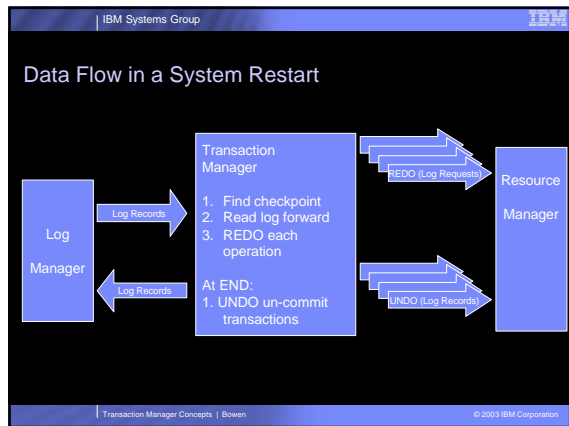 IBM Systems Group
IBM
Data Flow in a System Restart
Log
Manager
Log Records
Log Records
Transaction
Manager
1. Find checkpoint
2. Read log forward
3. REDO each
operation
At END:
1. UNDO un-commit
transactions
REDO (Log Requests)
UNDO (Log Records)
Resource
Manager
Transaction Manager Concepts | Bowen
© 2003 IBM Corporation